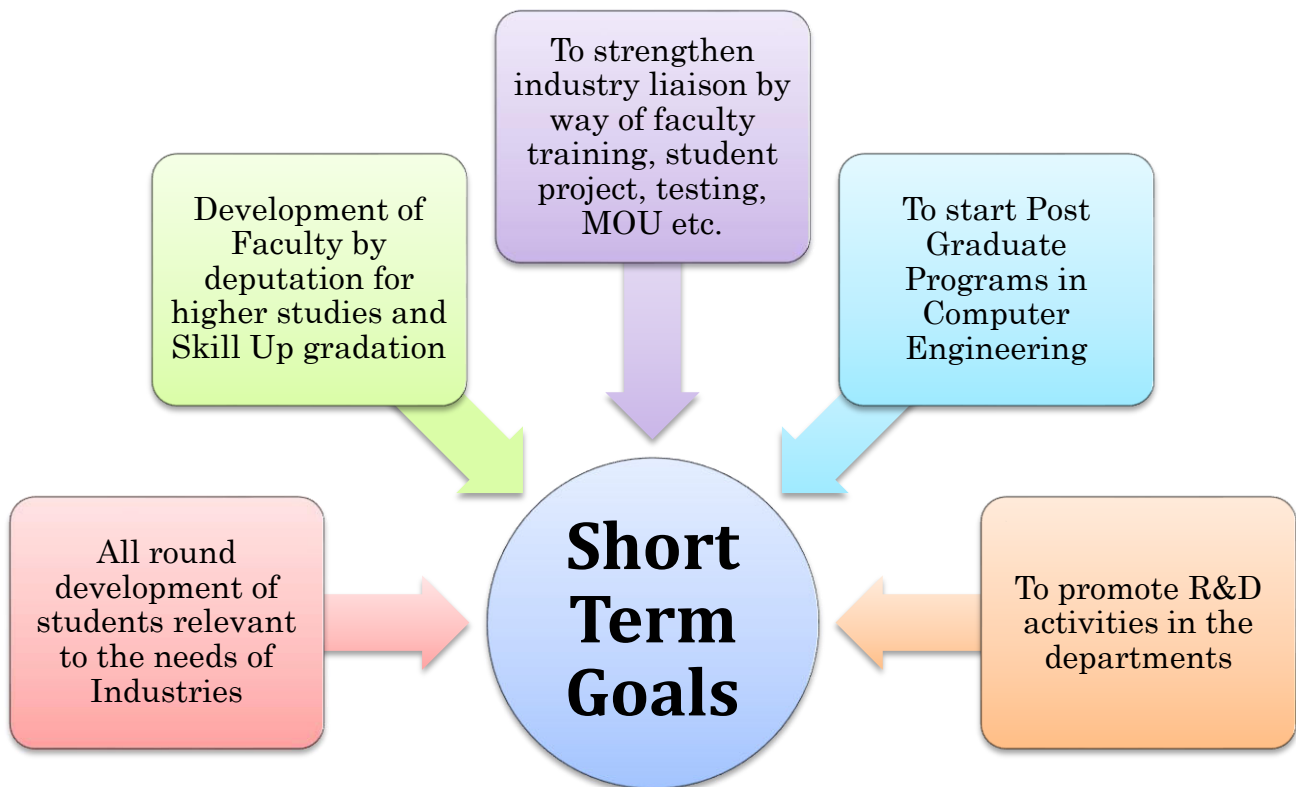 To strengthen
industry liaison by
way of faculty
training, student
project, testing,
MOU etc.
Development of
Faculty by
deputation for
higher studies and
Skill Up gradation
To start Post
Graduate
Programs in
Computer
Engineering
All round
development of
students relevant
to the needs of
Industries
Short
Term
Goals
To promote R&D
activities in the
departments